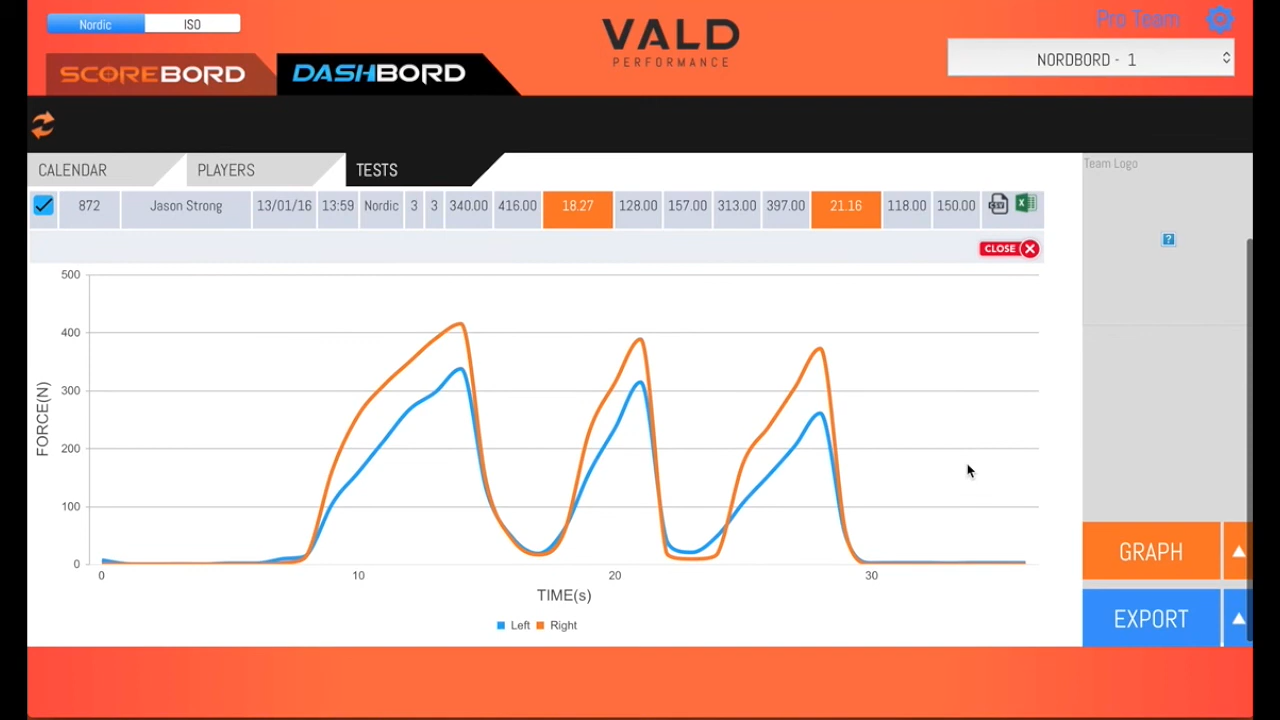 Nordic ISO
VALD
PERFORMANCE
Pro Team
NORDBORD - 1
SCOREBORD DASHBORD
CALENDAR PLAYERS TESTS
Team Logo
872 Jason Strong 13/01/16 13:59 Nordic 3 3 340.00 416.00 18.27 128.00 157.00 313.00 397.00 21.16 118.00 150.00 CSV X
?
CLOSE X
500
400
300
200
100
0
FORCE(N)
0 10 20 30
TIME(s)
Left Right
GRAPH
EXPORT